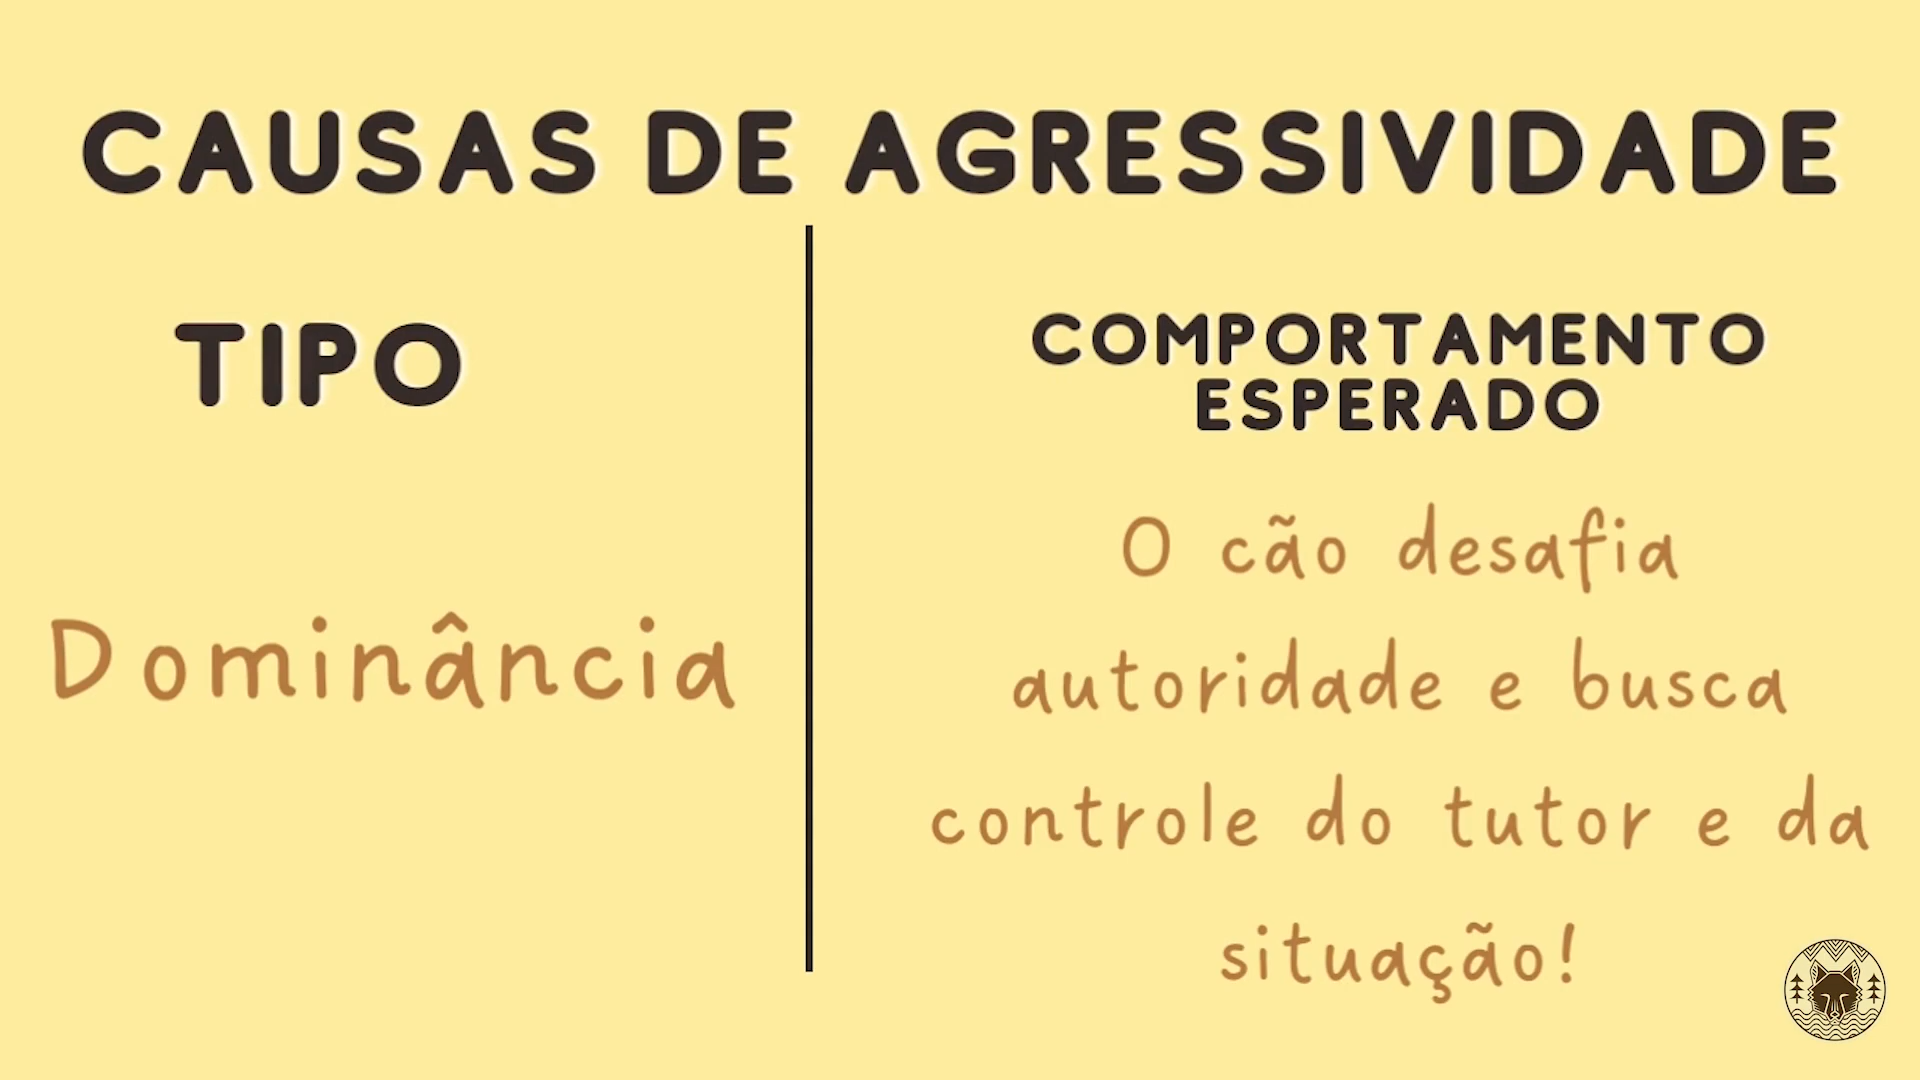 CAUSAS DE AGRESSIVIDADE
TIPO
COMPORTAMENTO
ESPERADO
Dominância
O cão desafia
autoridade e busca
controle do tutor e da
situação!